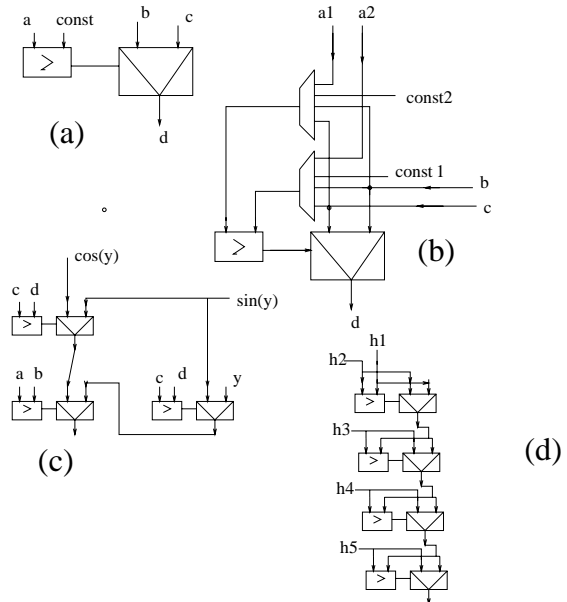 a const b c
>
d
(a)
a1 a2
const2
const 1
b
c
>
d
(b)
cos(y)
sin(y)
c d
>
a b
>
c d y
>
(c)
h1
h2
>
h3
>
h4
>
h5
>
(d)